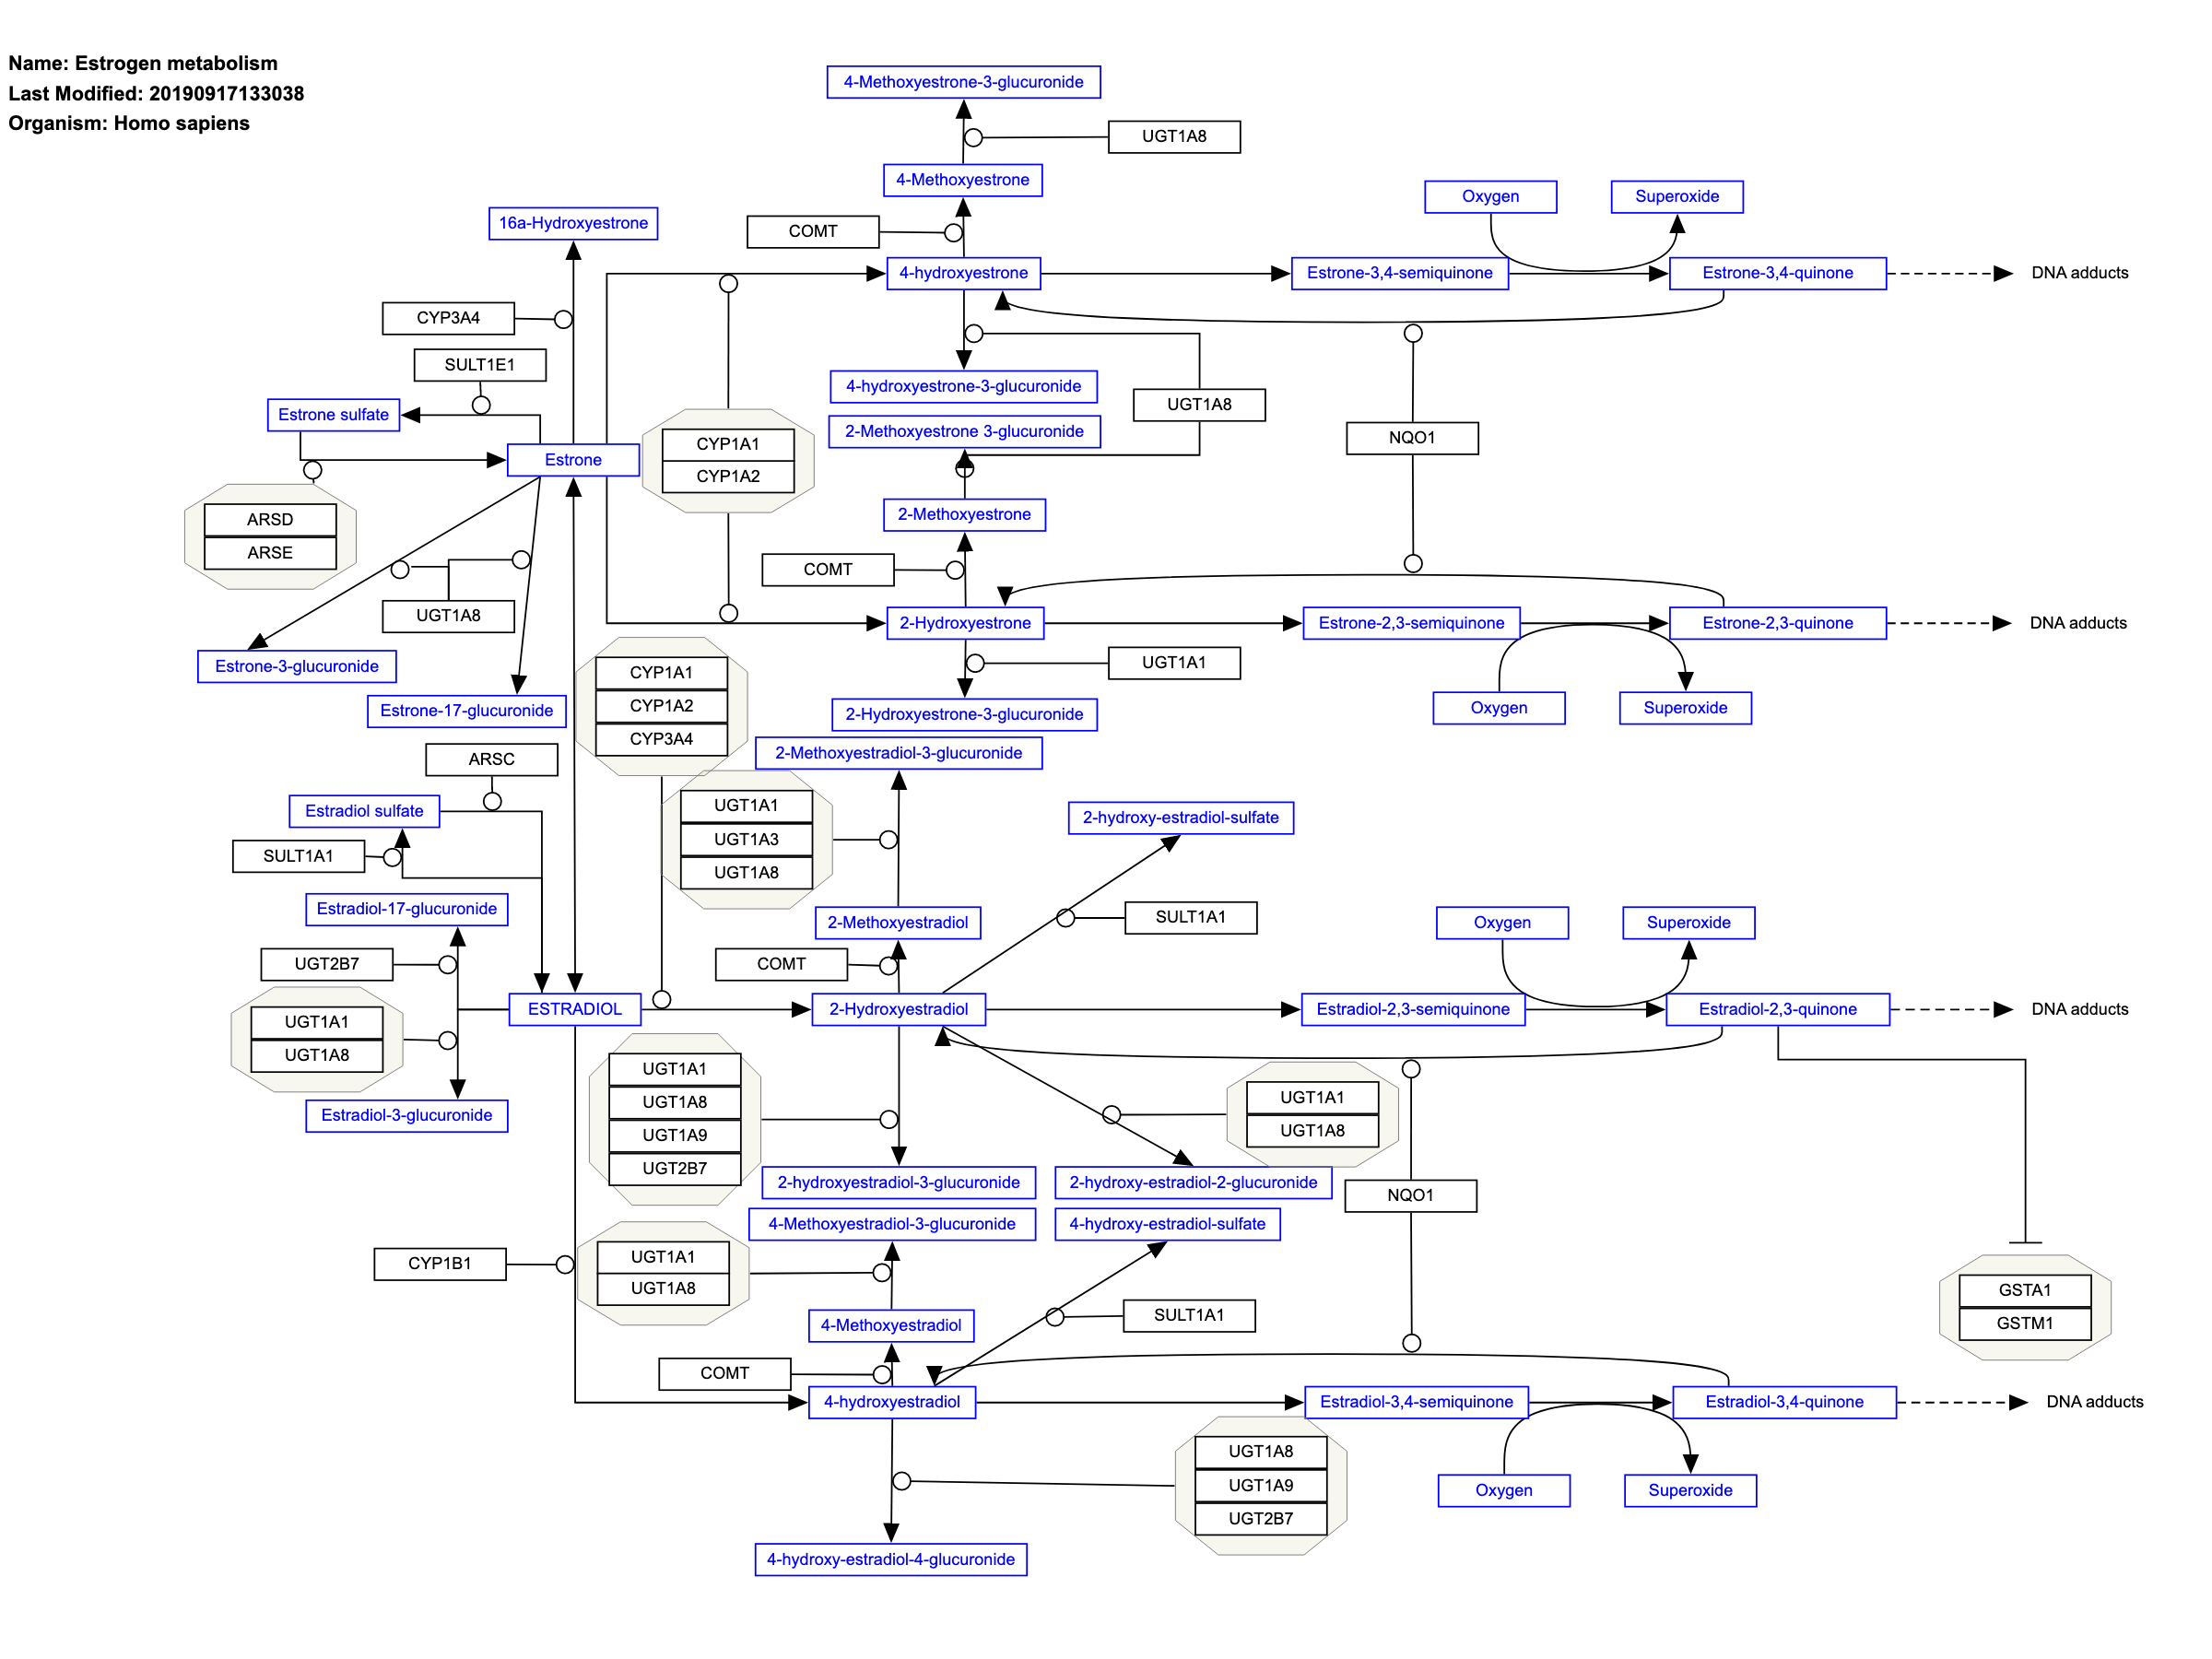 Name: Estrogen metabolism
Last Modified: 20190917133038
Organism: Homo sapiens
4-Methoxyestrone-3-glucuronide
UGT1A8
4-Methoxyestrone
Oxygen
Superoxide
16a-Hydroxyestrone
COMT
4-hydroxyestrone
Estrone-3,4-semiquinone
Estrone-3,4-quinone
DNA adducts
CYP3A4
SULT1E1
4-hydroxyestrone-3-glucuronide
UGT1A8
Estrone sulfate
2-Methoxyestrone 3-glucuronide
NQO1
CYP1A1
Estrone
CYP1A2
ARSD
2-Methoxyestrone
ARSE
COMT
UGT1A8
2-Hydroxyestrone
Estrone-2,3-semiquinone
Estrone-2,3-quinone
DNA adducts
Estrone-3-glucuronide
CYP1A1
UGT1A1
Estrone-17-glucuronide
CYP1A2
2-Hydroxyestrone-3-glucuronide
Oxygen
Superoxide
CYP3A4
ARSC
2-Methoxyestradiol-3-glucuronide
Estradiol sulfate
UGT1A1
2-hydroxy-estradiol-sulfate
UGT1A3
SULT1A1
UGT1A8
Estradiol-17-glucuronide
2-Methoxyestradiol
SULT1A1
Oxygen
Superoxide
UGT2B7
COMT
ESTRADIOL
2-Hydroxyestradiol
Estradiol-2,3-semiquinone
Estradiol-2,3-quinone
DNA adducts
UGT1A1
UGT1A8
UGT1A1
UGT1A8
UGT1A9
UGT2B7
UGT1A1
UGT1A8
Estradiol-3-glucuronide
2-hydroxyestradiol-3-glucuronide
2-hydroxy-estradiol-2-glucuronide
NQO1
4-Methoxyestradiol-3-glucuronide
4-hydroxy-estradiol-sulfate
CYP1B1
UGT1A1
UGT1A8
GSTA1
GSTM1
4-Methoxyestradiol
SULT1A1
COMT
4-hydroxyestradiol
Estradiol-3,4-semiquinone
Estradiol-3,4-quinone
DNA adducts
UGT1A8
UGT1A9
UGT2B7
Oxygen
Superoxide
4-hydroxy-estradiol-4-glucuronide